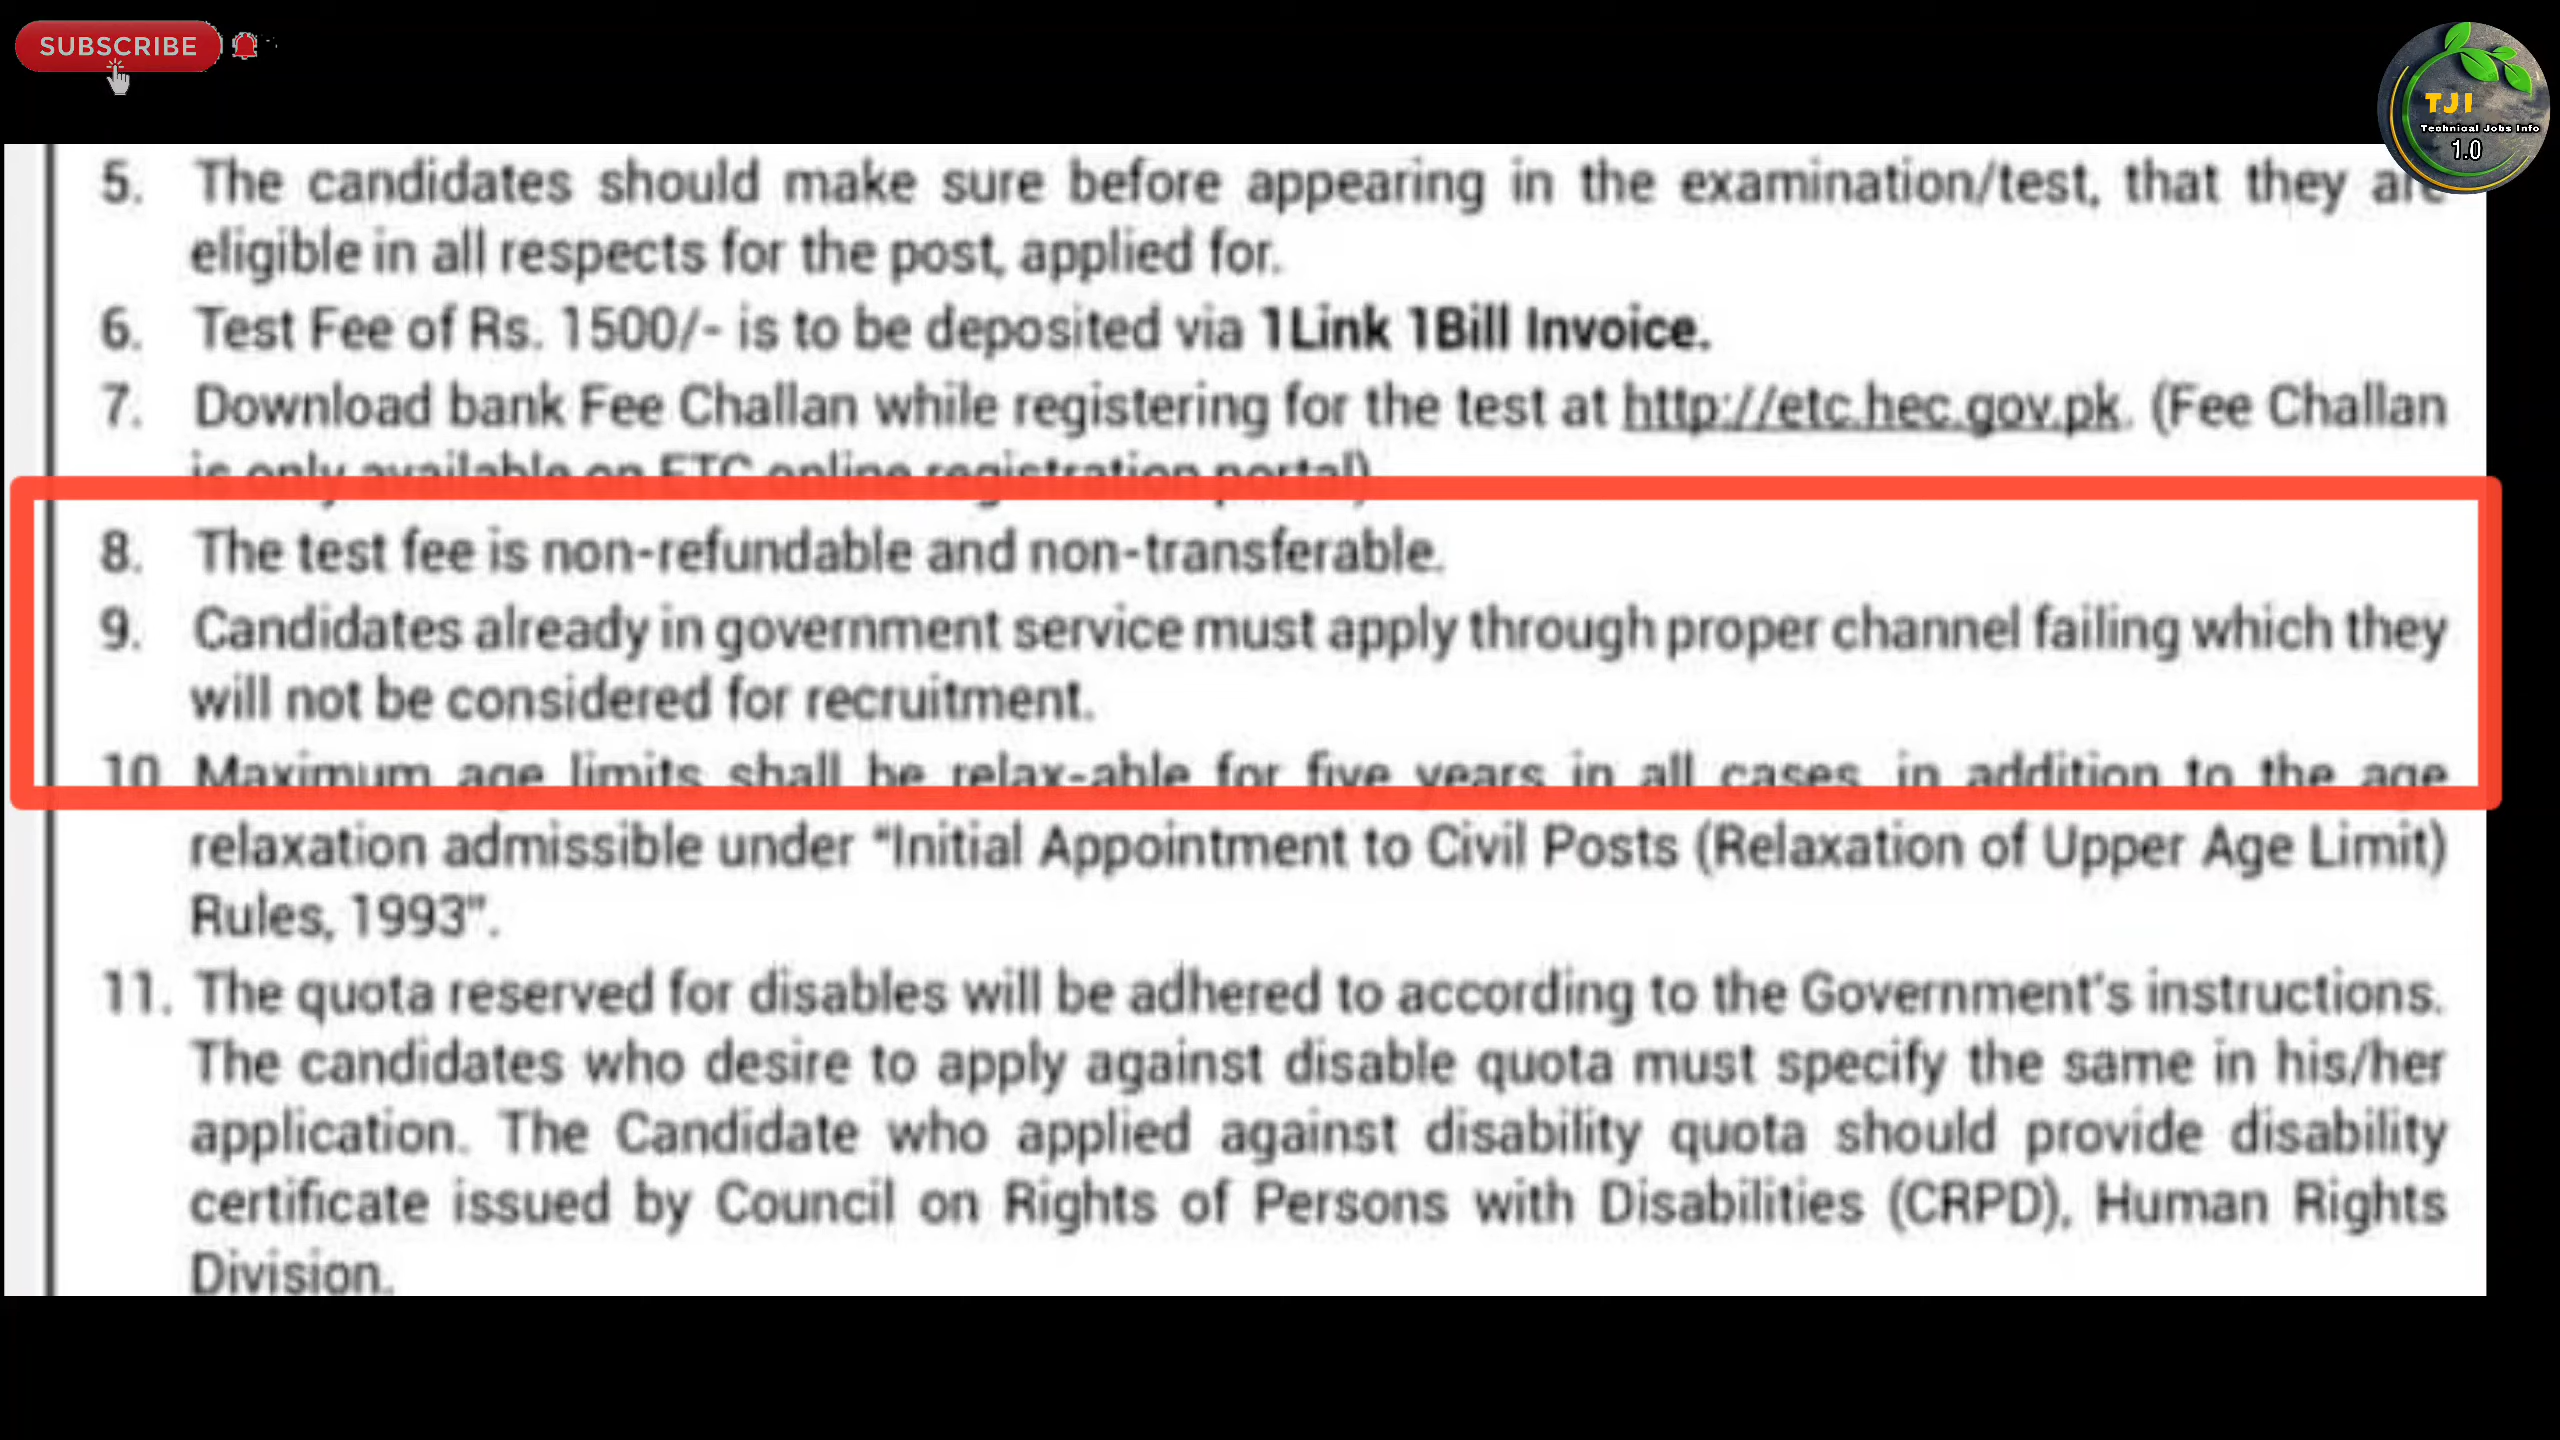 SUBSCRIBE
TJI
Technical Jobs Info
1.0
5. The candidates should make sure before appearing in the examination/test, that they are
eligible in all respects for the post, applied for.
6. Test Fee of Rs. 1500/- is to be deposited via 1Link 1Bill Invoice.
7. Download bank Fee Challan while registering for the test at http://etc.hec.gov.pk. (Fee Challan
is only available on ETC online registration portal)
8. The test fee is non-refundable and non-transferable.
9. Candidates already in government service must apply through proper channel failing which they
will not be considered for recruitment.
10. Maximum age limits shall be relax-able for five years in all cases, in addition to the age
relaxation admissible under "Initial Appointment to Civil Posts (Relaxation of Upper Age Limit)
Rules, 1993".
11. The quota reserved for disables will be adhered to according to the Government's instructions.
The candidates who desire to apply against disable quota must specify the same in his/her
application. The Candidate who applied against disability quota should provide disability
certificate issued by Council on Rights of Persons with Disabilities (CRPD), Human Rights
Division.